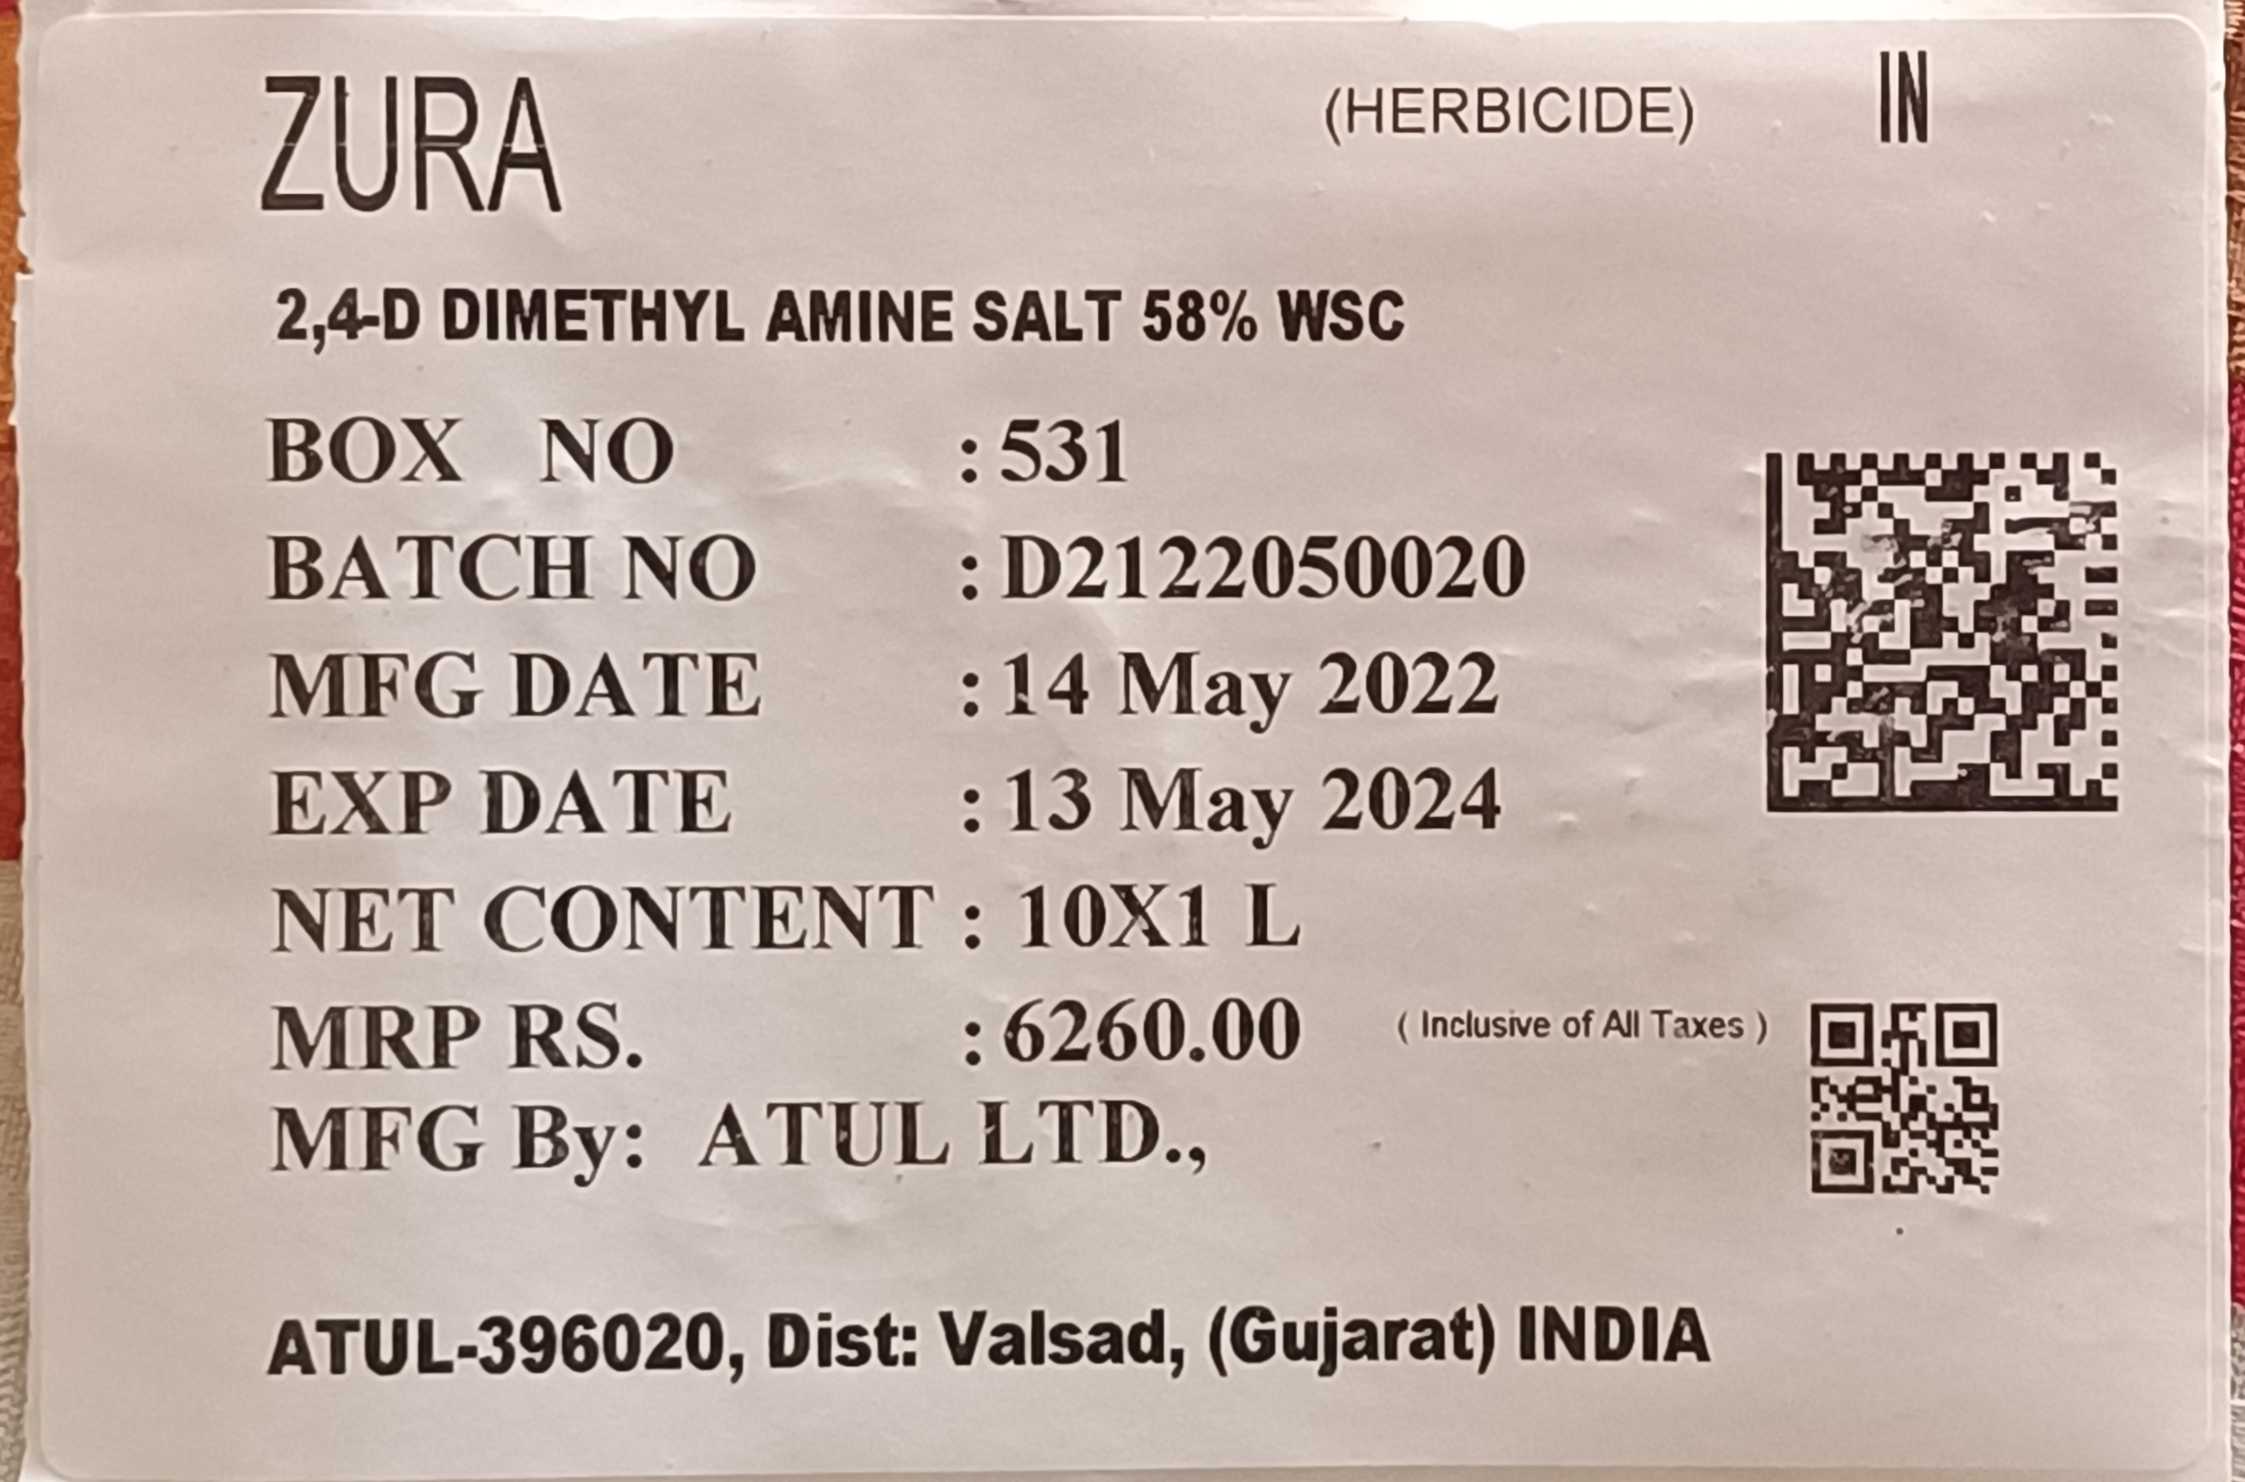 ZURA (HERBICIDE) IN
2,4-D DIMETHYL AMINE SALT 58% WSC
BOX NO : 531
BATCH NO : D2122050020
MFG DATE : 14 May 2022
EXP DATE : 13 May 2024
NET CONTENT : 10X1 L
MRP RS. : 6260.00 ( Inclusive of All Taxes )
MFG By: ATUL LTD.,
ATUL-396020, Dist: Valsad, (Gujarat) INDIA